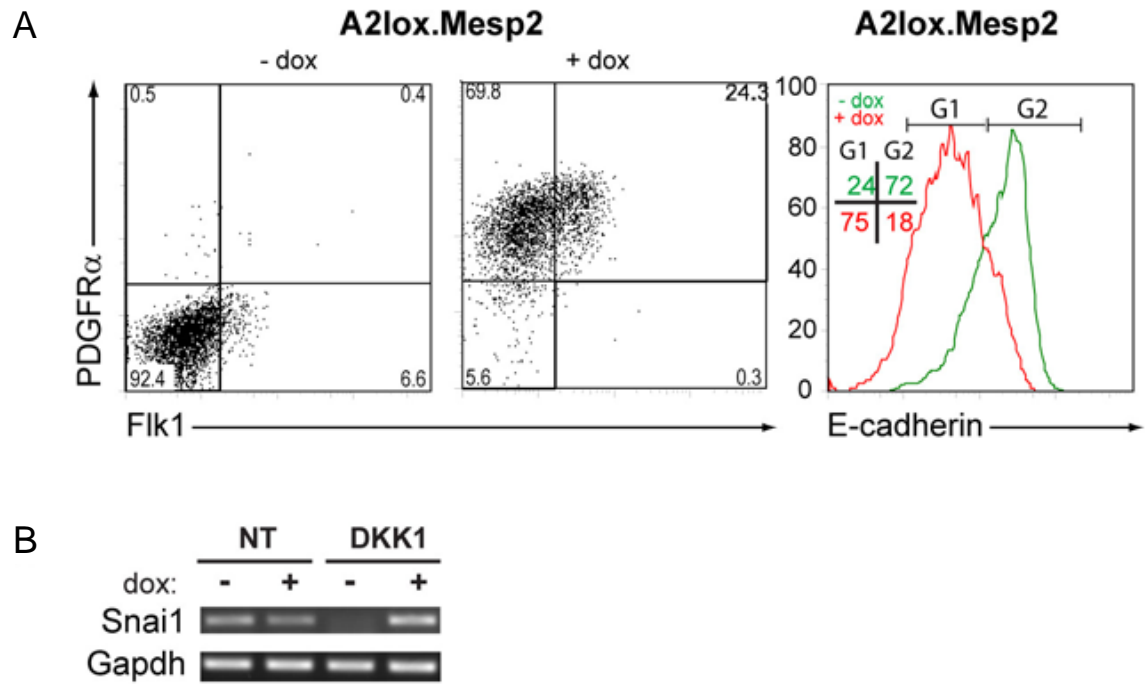 A
A2lox.Mesp2
A2lox.Mesp2
- dox
+ dox
0.5 0.4
92.4 6.6
69.8 24.3
5.6 0.3
PDGFRα
Flk1
100
80
60
40
20
0
- dox
+ dox
G1 G2
G1 G2
24 72
75 18
E-cadherin
B
NT DKK1
dox: - + - +
Snai1
Gapdh